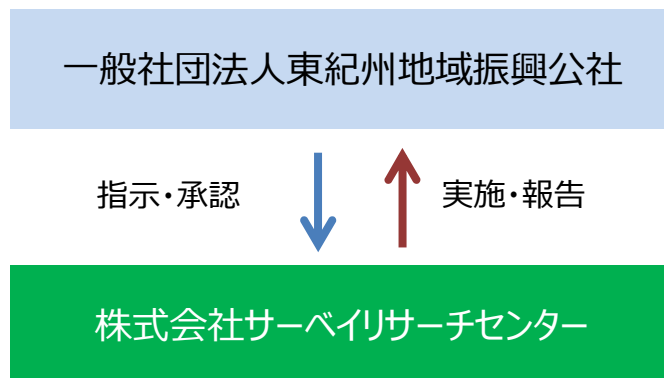 一般社団法人東紀州地域振興公社
指示・承認
実施・報告
株式会社サーベイリサーチセンター